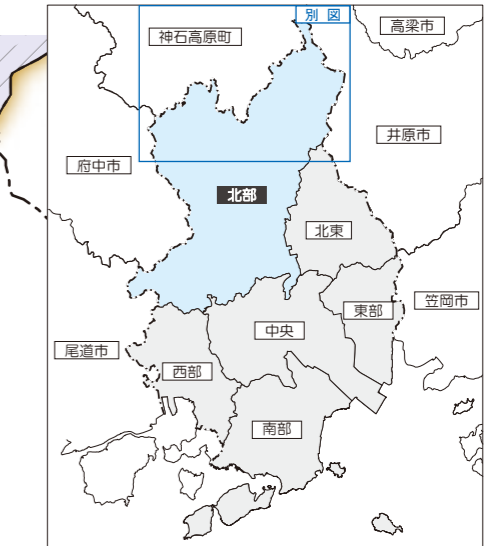 別図
神石高原町
高梁市
井原市
府中市
北部
北東
東部
笠岡市
中央
尾道市
西部
南部